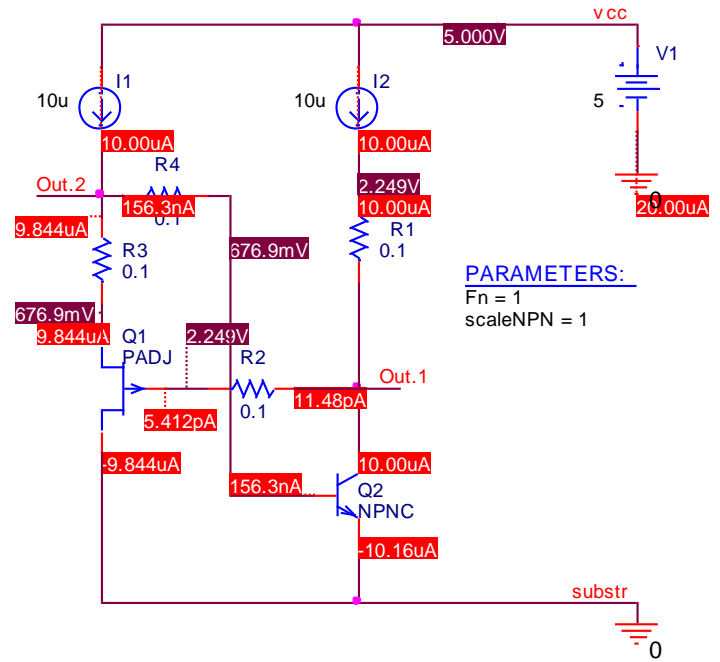 vcc
5.000V
V1
I1
I2
10u
10u
5
10.00uA
10.00uA
R4
Out.2
2.249V
156.3nA
10.00uA
0
20.00uA
9.844uA
0.1
R1
R3
676.9mV
0.1
0.1
PARAMETERS:
Fn = 1
scaleNPN = 1
676.9mV
9.844uA
Q1
2.249V
PADJ
R2
Out.1
11.48pA
5.412pA
0.1
-9.844uA
10.00uA
156.3nA
Q2
NPNC
-10.16uA
substr
0